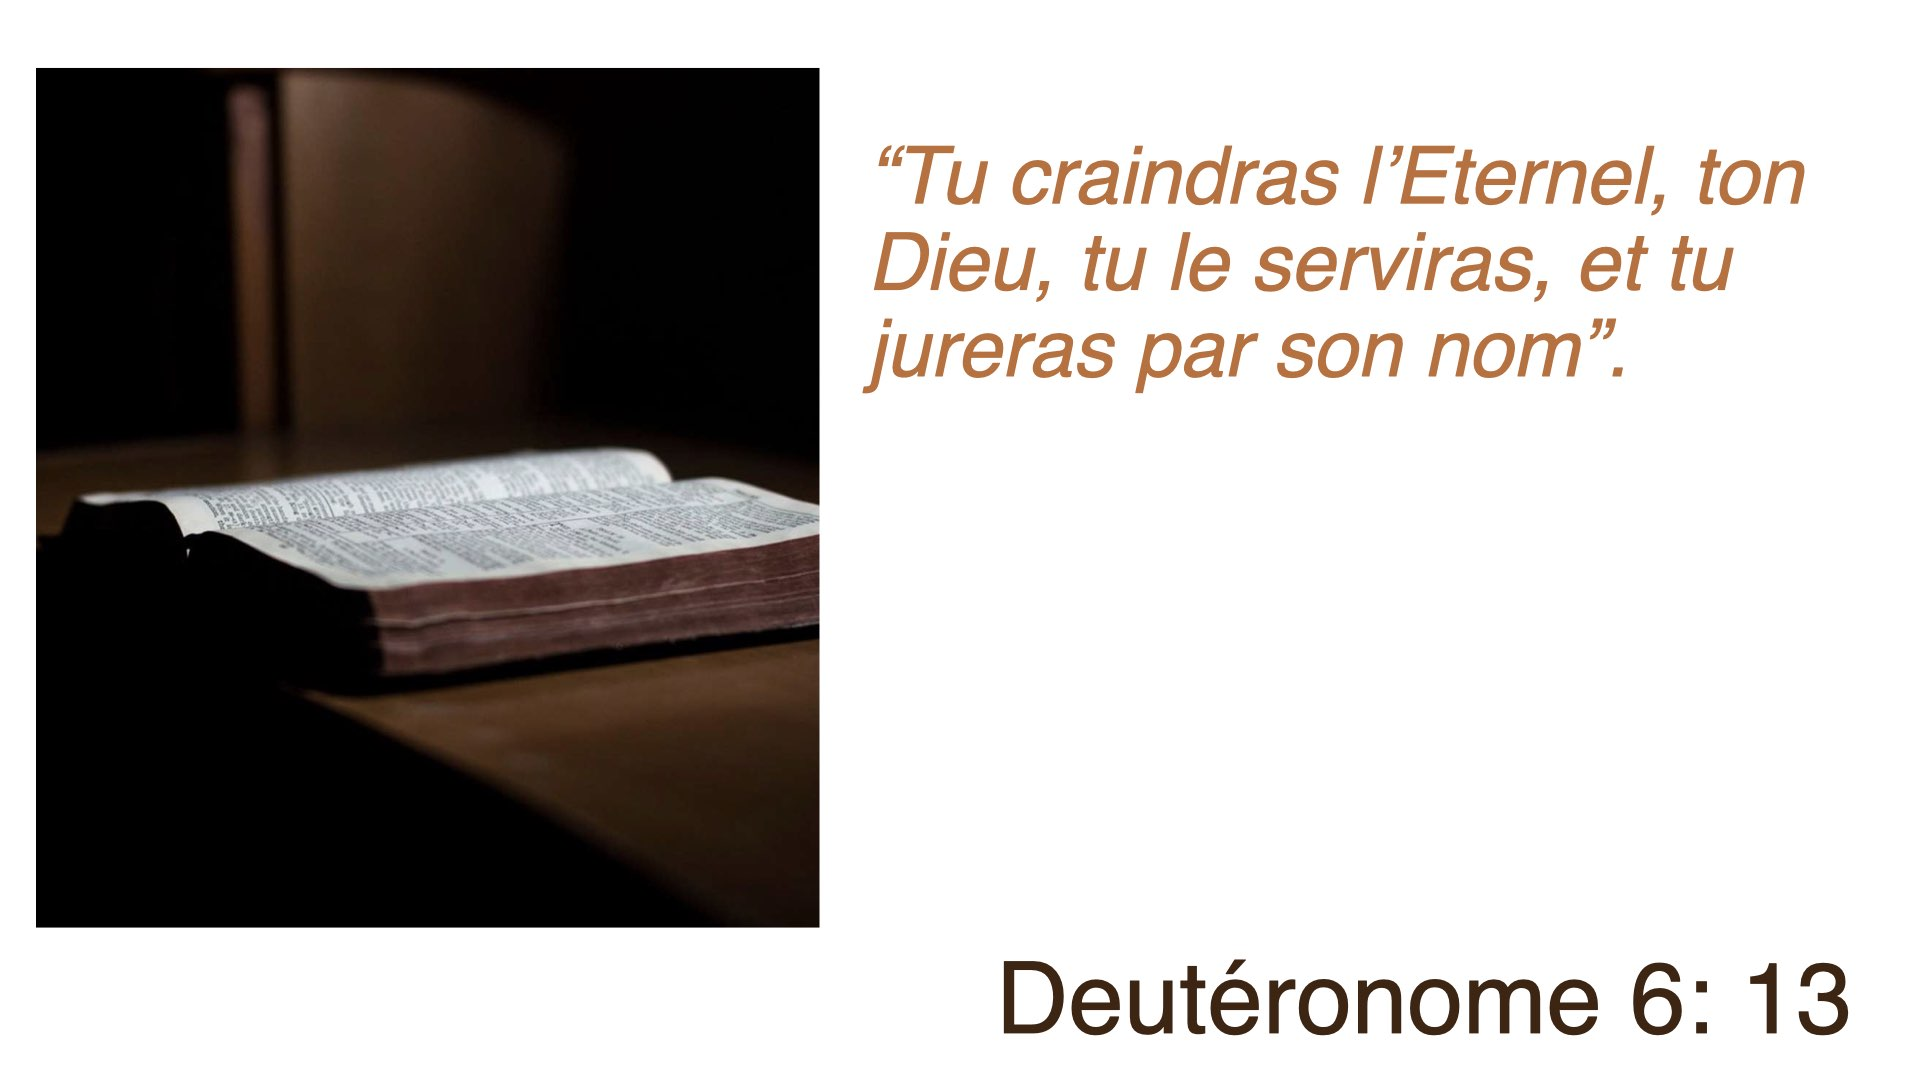 “Tu craindras l’Eternel, ton
Dieu, tu le serviras, et tu
jureras par son nom”.
Deutéronome 6: 13